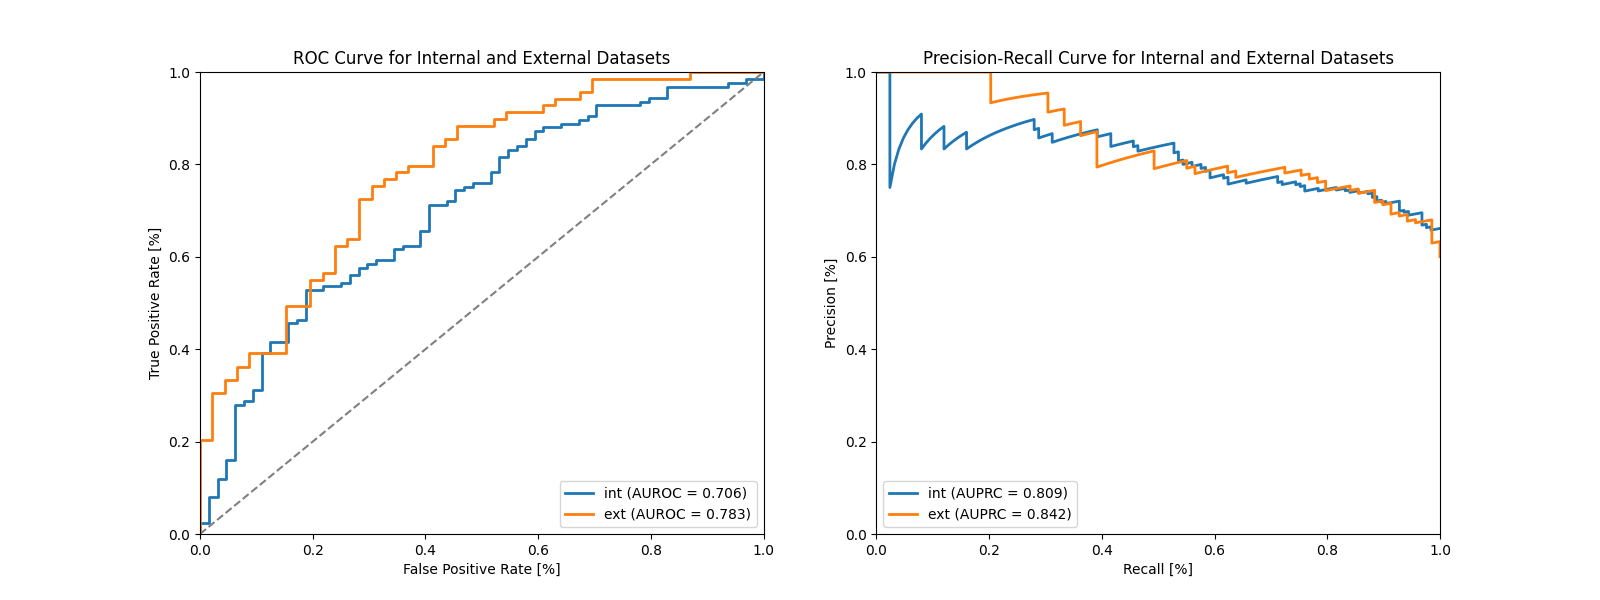 ROC Curve for Internal and External Datasets
1.0
0.8
0.6
0.4
0.2
0.0
True Positive Rate [%]
int (AUROC = 0.706)
ext (AUROC = 0.783)
0.0 0.2 0.4 0.6 0.8 1.0
False Positive Rate [%]
Precision-Recall Curve for Internal and External Datasets
1.0
0.8
0.6
0.4
0.2
0.0
Precision [%]
int (AUPRC = 0.809)
ext (AUPRC = 0.842)
0.0 0.2 0.4 0.6 0.8 1.0
Recall [%]